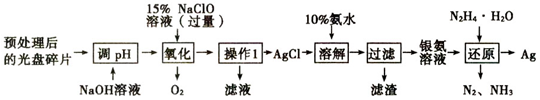 15% NaClO
溶液(过量)
10%氨水
N₂H₄·H₂O
预处理后
的光盘碎片
调pH
氧化
操作1
AgCl
溶解
过滤
银氨
溶液
还原
Ag
NaOH溶液
O₂
滤液
滤渣
N₂、NH₃